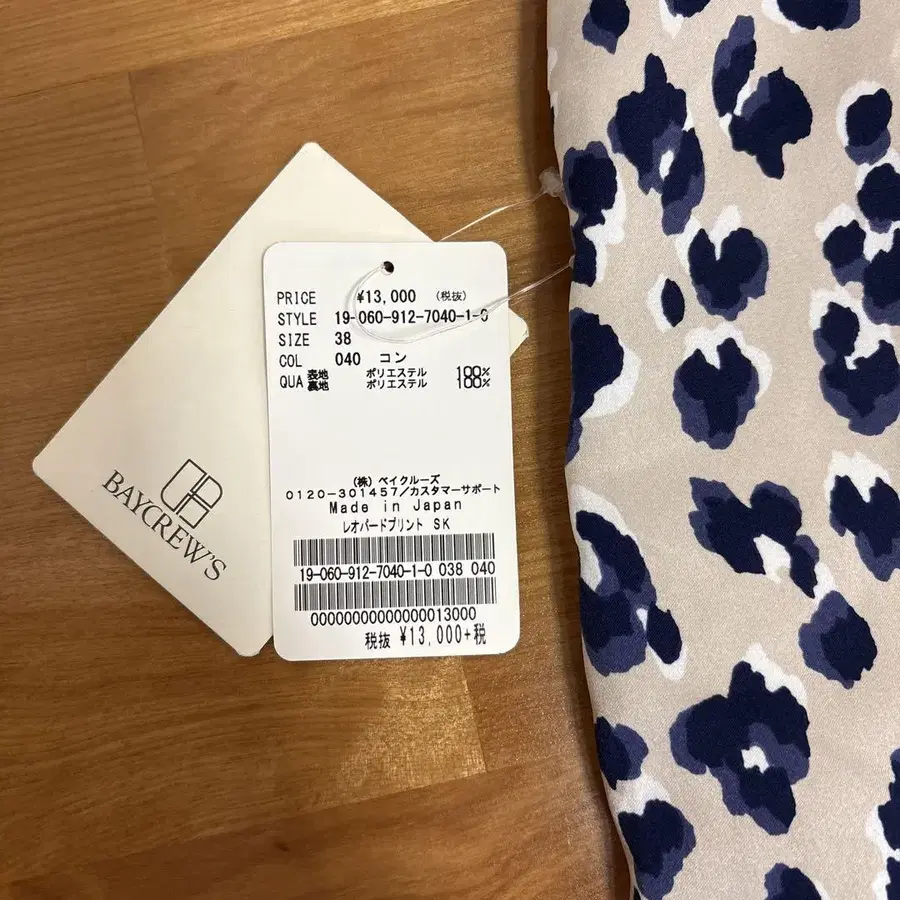 BAYCREW'S
PRICE ¥13,000 (税抜)
STYLE 19-060-912-7040-1-0
SIZE 38
COL 040 コン
QUA 表地 ポリエステル 100%
裏地 ポリエステル 100%
(株)ベイクルーズ
0120-301457/カスタマーサポート
Made in Japan
レオパードプリント SK
19-060-912-7040-1-0 038 040
00000000000000013000
税抜 ¥13,000+税